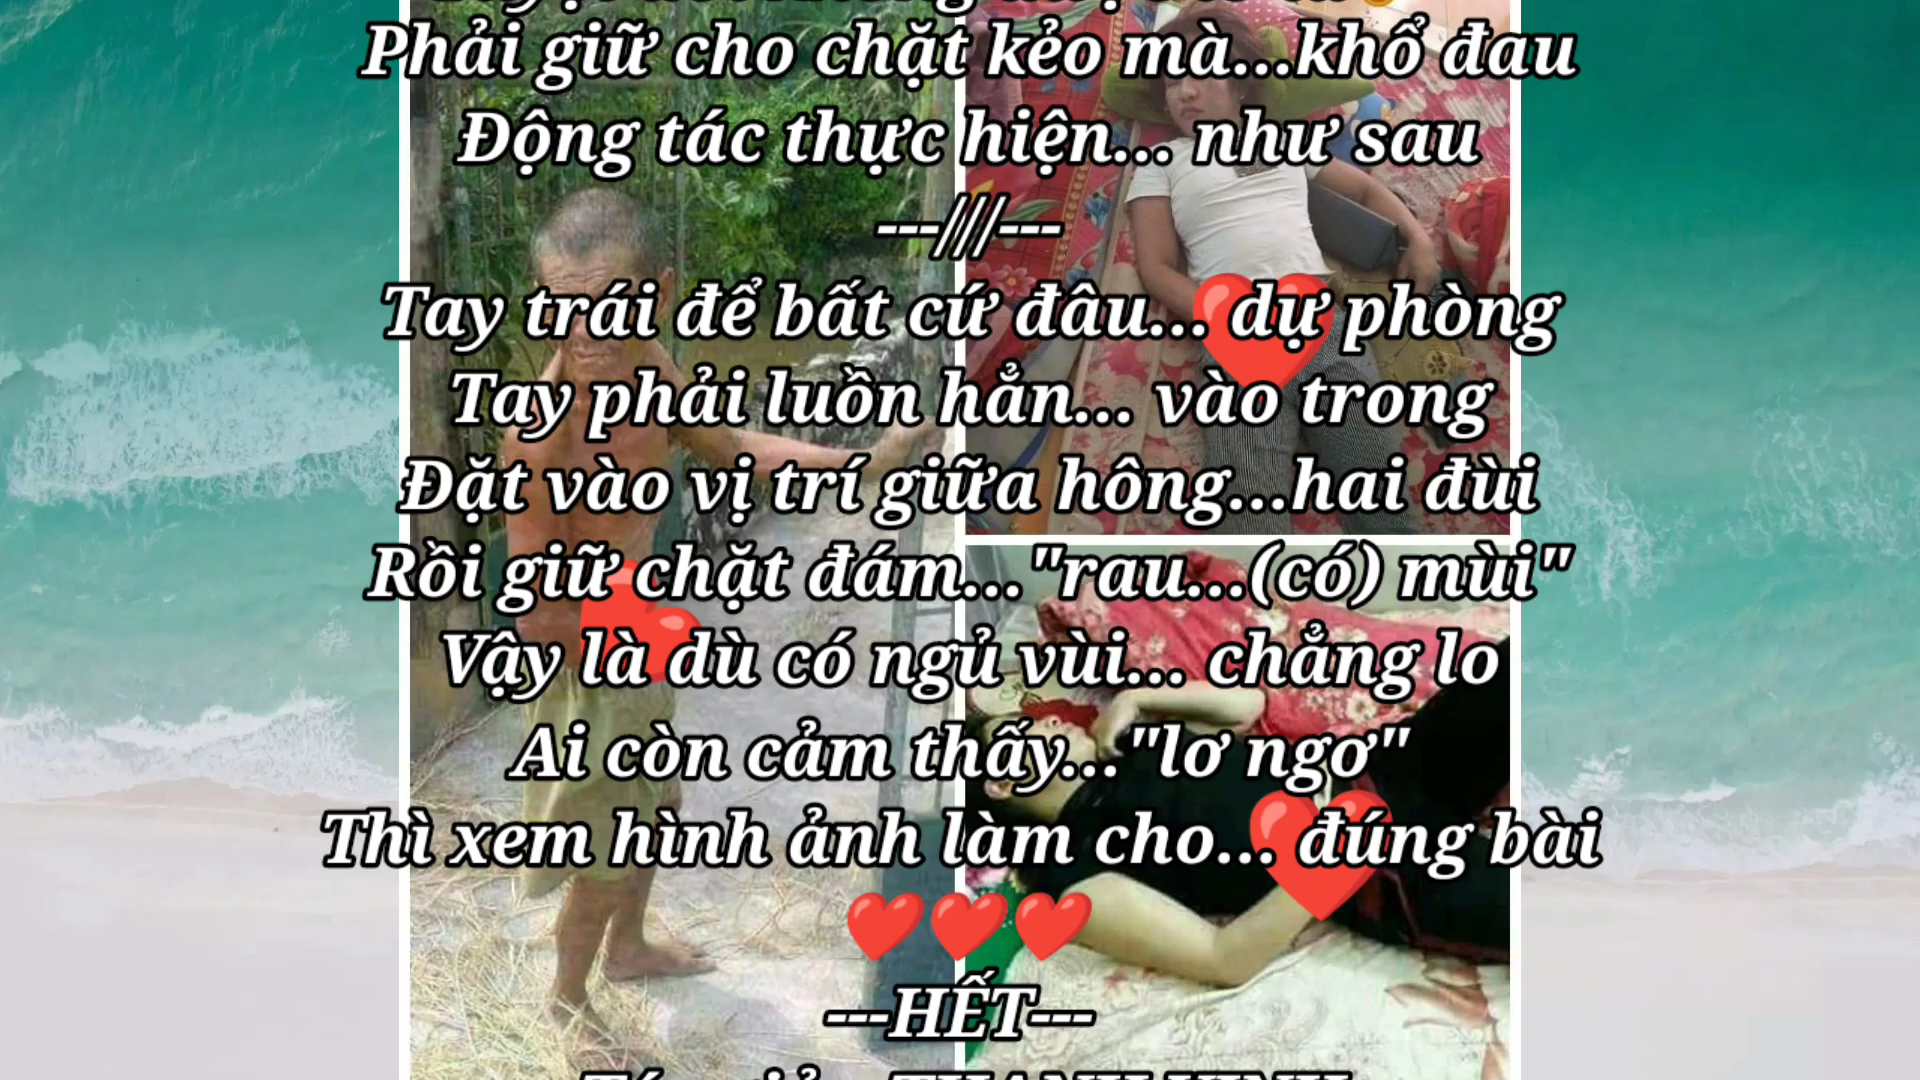 Phải giữ cho chặt kẻo mà...khổ đau
Động tác thực hiện... như sau
---///---
Tay trái để bất cứ đâu... dự phòng
Tay phải luồn hẳn... vào trong
Đặt vào vị trí giữa hông...hai đùi
Rồi giữ chặt đám..."rau...(có) mùi"
Vậy là dù có ngủ vùi... chẳng lo
Ai còn cảm thấy..."lơ ngơ"
Thì xem hình ảnh làm cho... đúng bài
❤️❤️❤️
---HẾT---